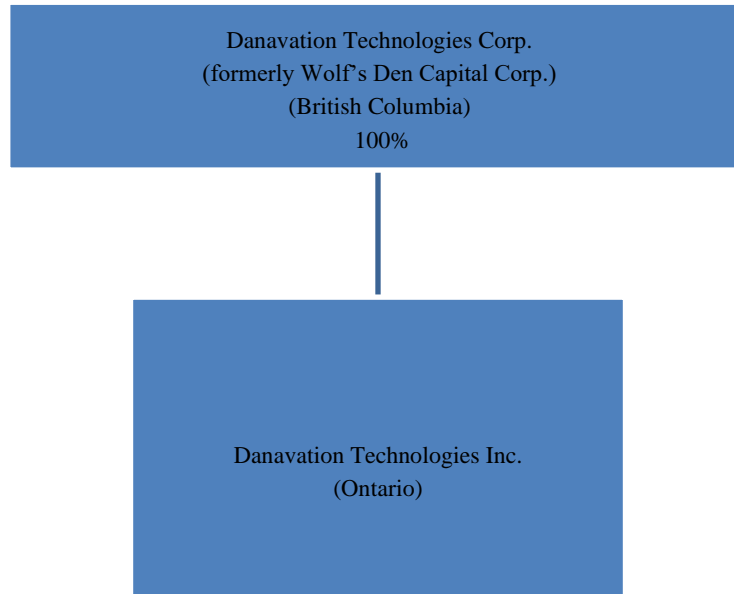 Danavation Technologies Corp.
(formerly Wolf’s Den Capital Corp.)
(British Columbia)
100%
Danavation Technologies Inc.
(Ontario)